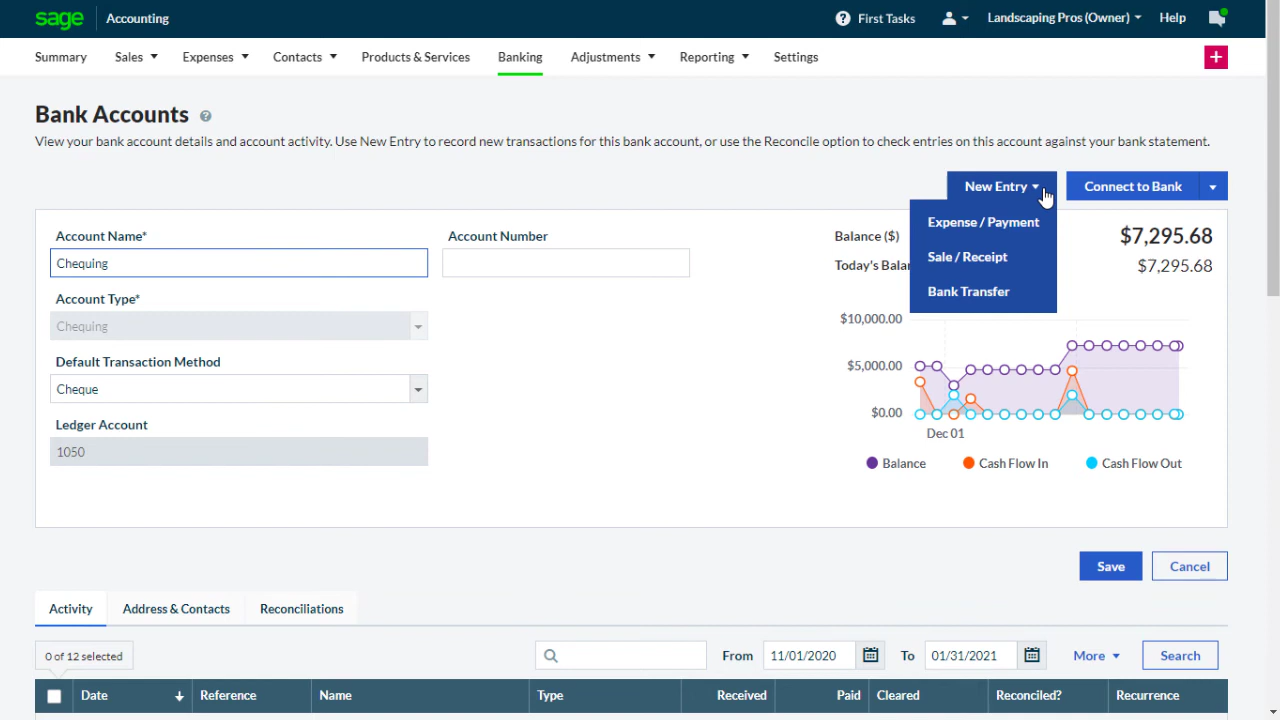 sage Accounting First Tasks Landscaping Pros (Owner) Help
Summary Sales Expenses Contacts Products & Services Banking Adjustments Reporting Settings
Bank Accounts
View your bank account details and account activity. Use New Entry to record new transactions for this bank account, or use the Reconcile option to check entries on this account against your bank statement.
New Entry Connect to Bank
Expense / Payment
Sale / Receipt
Bank Transfer
Account Name* Account Number
Chequing
Account Type*
Chequing
Default Transaction Method
Cheque
Ledger Account
1050
Balance ($) $7,295.68
Today's $7,295.68
$10,000.00
$5,000.00
$0.00
Dec 01
Balance Cash Flow In Cash Flow Out
Save Cancel
Activity Address & Contacts Reconciliations
0 of 12 selected From 11/01/2020 To 01/31/2021 More Search
Date Reference Name Type Received Paid Cleared Reconciled? Recurrence